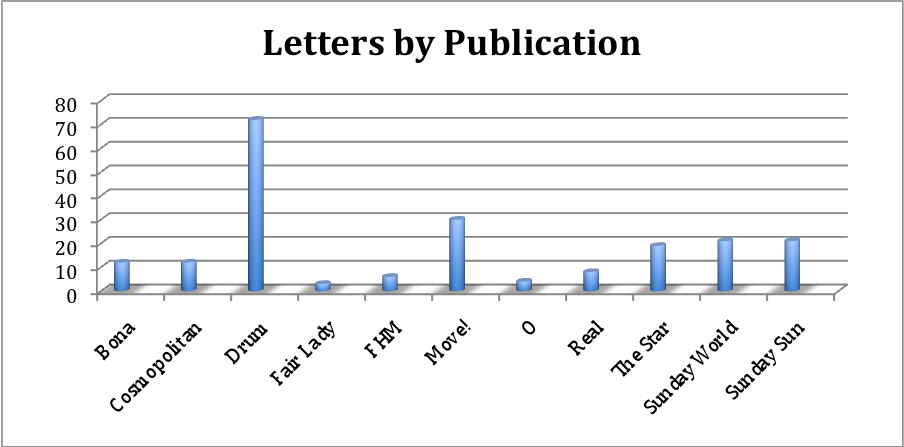 Letters by Publication
80
70
60
50
40
30
20
10
0
Bona
Cosmopolitan
Drum
Fair Lady
FHM
Move!
O
Real
The Star
Sunday World
Sunday Sun